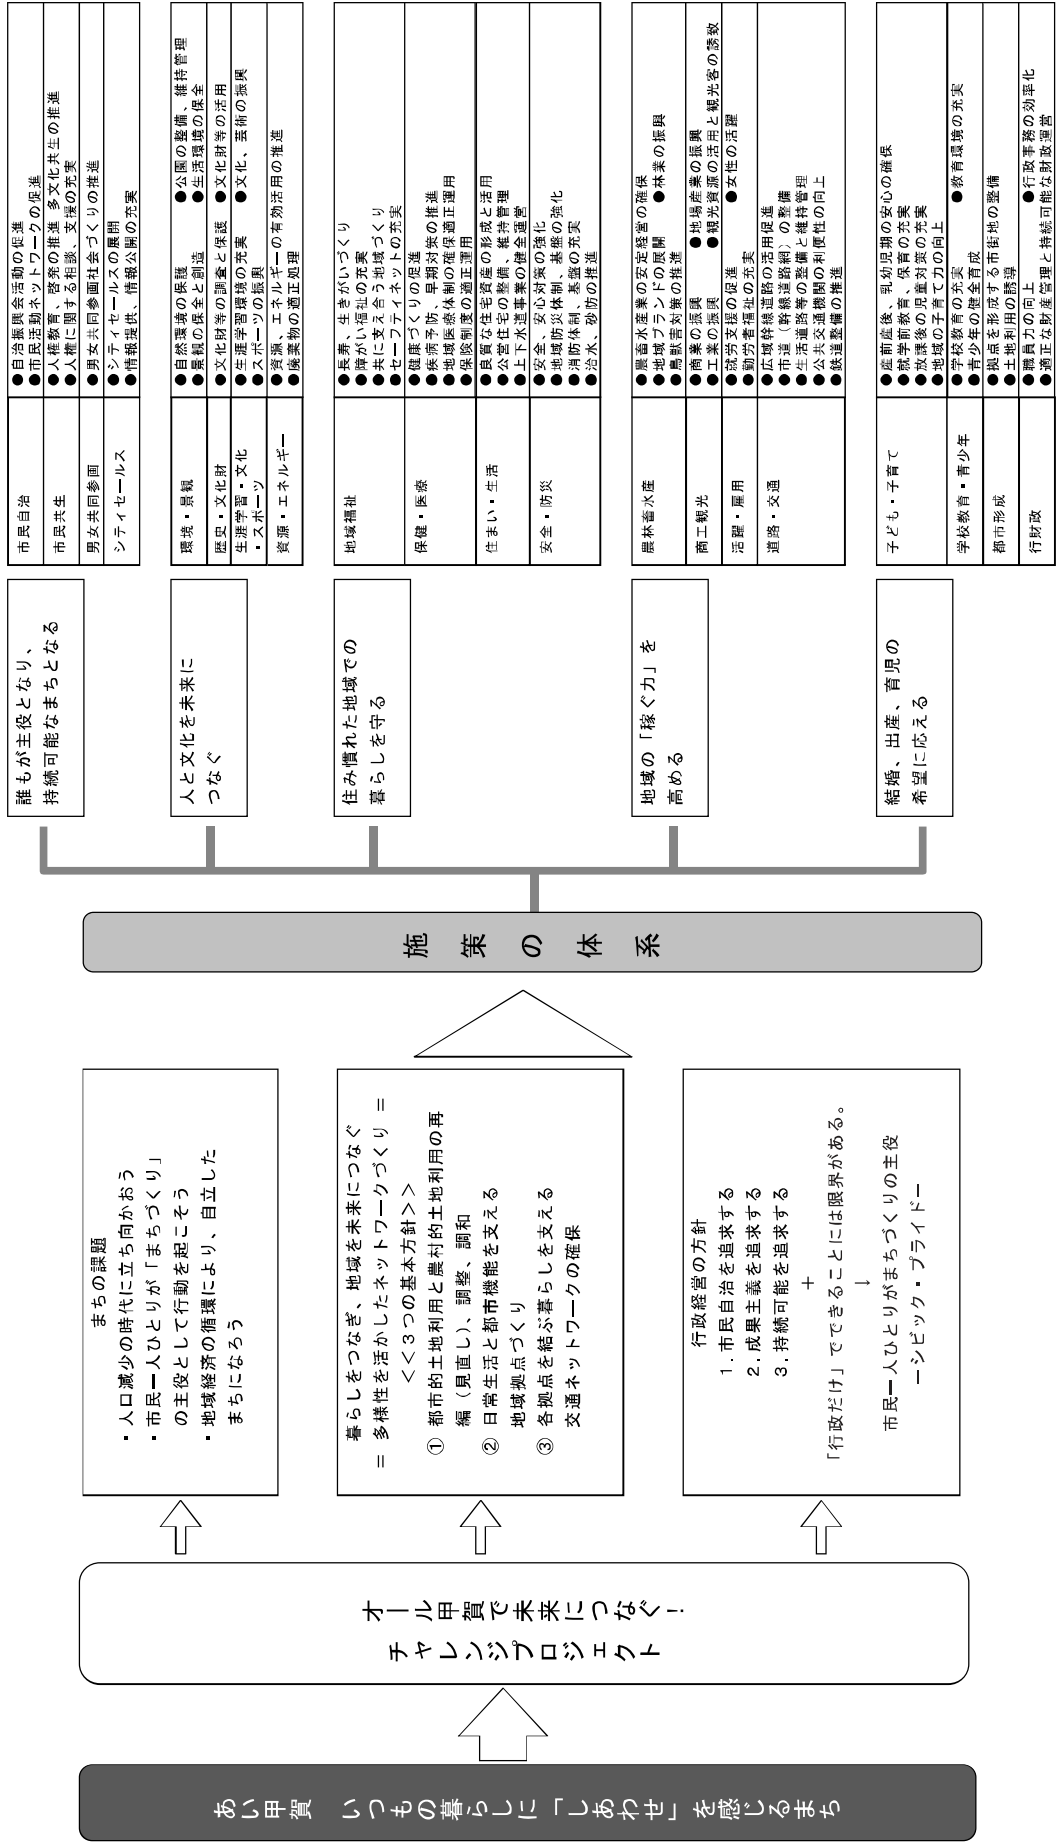 あい甲賀　いつもの暮らしに「しあわせ」を感じるまち
オール甲賀で未来につなぐ！
チャレンジプロジェクト
まちの課題
・人口減少の時代に立ち向かおう
・市民一人ひとりが「まちづくり」
の主役として行動を起こそう
・地域経済の循環により、自立した
まちになろう
暮らしをつなぎ、地域を未来につなぐ
＝ 多様性を活かしたネットワークづくり ＝
＜＜３つの基本方針＞＞
① 都市的土地利用と農村的土地利用の再
編（見直し）、調整、調和
② 日常生活と都市機能を支える
地域拠点づくり
③ 各拠点を結ぶ暮らしを支える
交通ネットワークの確保
行政経営の方針
1．市民自治を追求する
2．成果主義を追求する
3．持続可能を追求する
＋
「行政だけ」でできることには限界がある。
↓
市民一人ひとりがまちづくりの主役
－シビック・プライド－
施策の体系
誰もが主役となり、
持続可能なまちとなる
市民自治
●自治振興会活動の促進
●市民活動ネットワークの促進
市民共生
●人権教育、啓発の推進 多文化共生の推進
●人権に関する相談、支援の充実
男女共同参画
●男女共同参画社会づくりの推進
シティセールス
●シティセールスの展開
●情報提供、情報公開の充実
人と文化を未来に
つなぐ
環境・景観
●自然環境の保護 ●公園の整備、維持管理
●景観の保全と創造 ●生活環境の保全
歴史・文化財
●文化財等の調査と保護 ●文化財等の活用
生涯学習・文化
・スポーツ
●生涯学習環境の充実 ●文化、芸術の振興
●スポーツの振興
資源・エネルギー
●資源、エネルギーの有効活用の推進
●廃棄物の適正処理
住み慣れた地域での
暮らしを守る
地域福祉
●長寿、生きがいづくり
●障がい福祉の充実
●共に支え合う地域づくり
●セーフティネットの充実
保健・医療
●健康づくりの促進
●疾病予防、早期対策の推進
●地域医療体制の確保適正運用
●保険制度の適正運用
住まい・生活
●良質な住宅資産の形成と活用
●公営住宅の整備、維持管理
●上下水道事業の健全運営
安全・防災
●安全、安心対策の強化
●地域防災体制、基盤の強化
●消防体制、基盤の充実
●治水、砂防の推進
地域の「稼ぐ力」を
高める
農林畜水産
●農畜水産業の安定経営の確保
●地域ブランドの展開 ●林業の振興
●鳥獣害対策の推進
商工観光
●商業の振興 ●地場産業の振興
●工業の振興 ●観光資源の活用と観光客の誘致
活躍・雇用
●就労支援の促進 ●女性の活躍
●勤労者福祉の充実
道路・交通
●広域幹線道路の活用促進
●市道（幹線道路網）の整備
●生活道路等の整備と維持管理
●公共交通機関の利便性の向上
●鉄道整備の推進
結婚、出産、育児の
希望に応える
子ども・子育て
●産前産後、乳幼児期の安心の確保
●就学前教育、保育の充実
●放課後の児童対策の充実
●地域の子育て力の向上
学校教育・青少年
●学校教育の充実 ●教育環境の充実
●青少年の健全育成
都市形成
●拠点を形成する市街地の整備
●土地利用の誘導
行財政
●職員力の向上 ●行政事務の効率化
●適正な財産管理と持続可能な財政運営